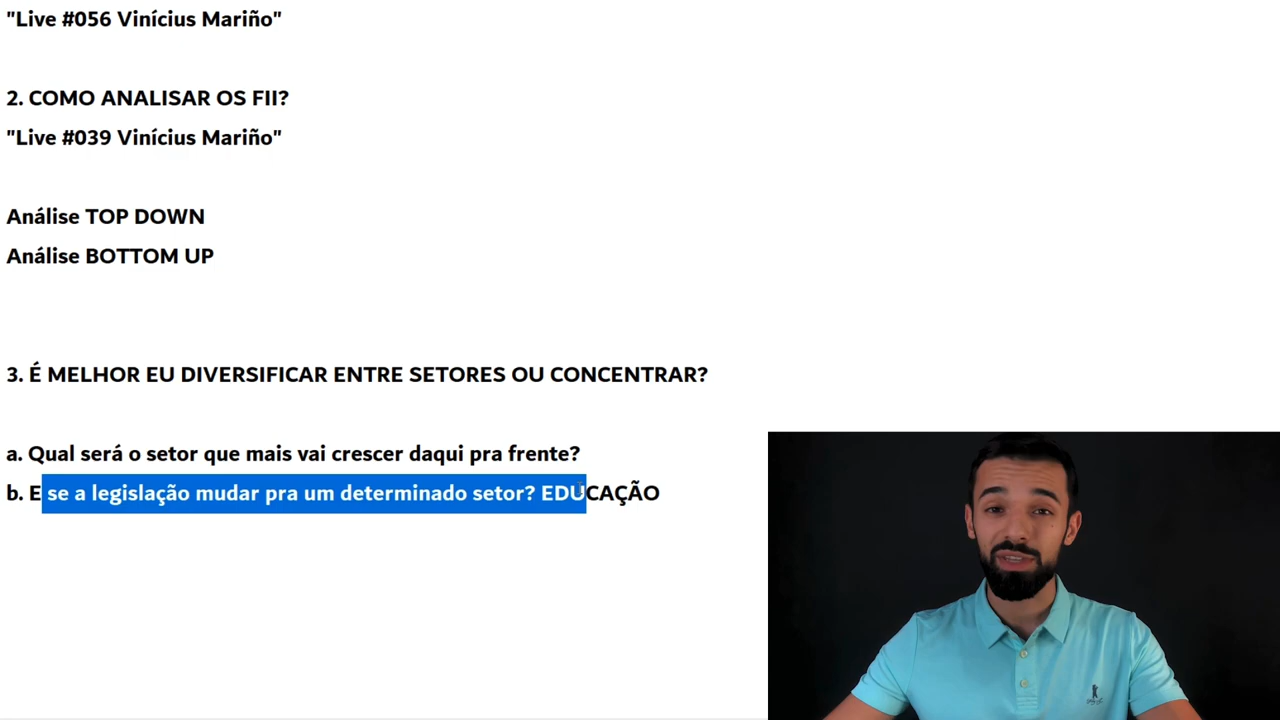 "Live #056 Vinícius Mariño"
2. COMO ANALISAR OS FII?
"Live #039 Vinícius Mariño"
Análise TOP DOWN
Análise BOTTOM UP
3. É MELHOR EU DIVERSIFICAR ENTRE SETORES OU CONCENTRAR?
a. Qual será o setor que mais vai crescer daqui pra frente?
b. E se a legislação mudar pra um determinado setor? EDUCAÇÃO